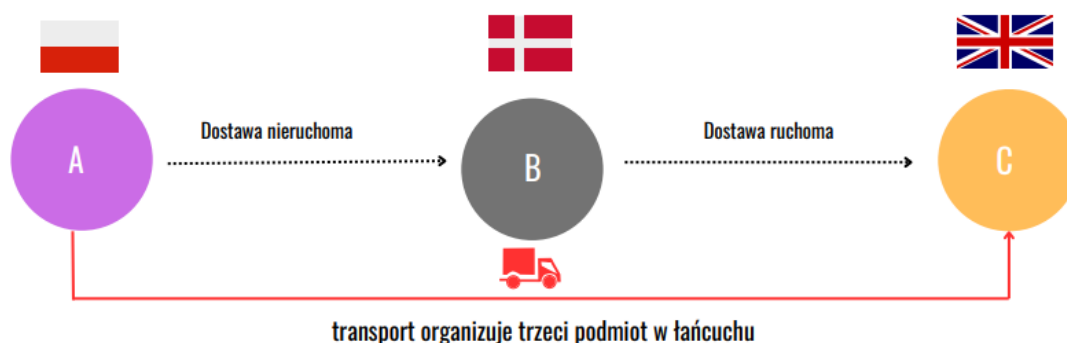 Dostawa nieruchoma
Dostawa ruchoma
A
B
C
transport organizuje trzeci podmiot w łańcuchu